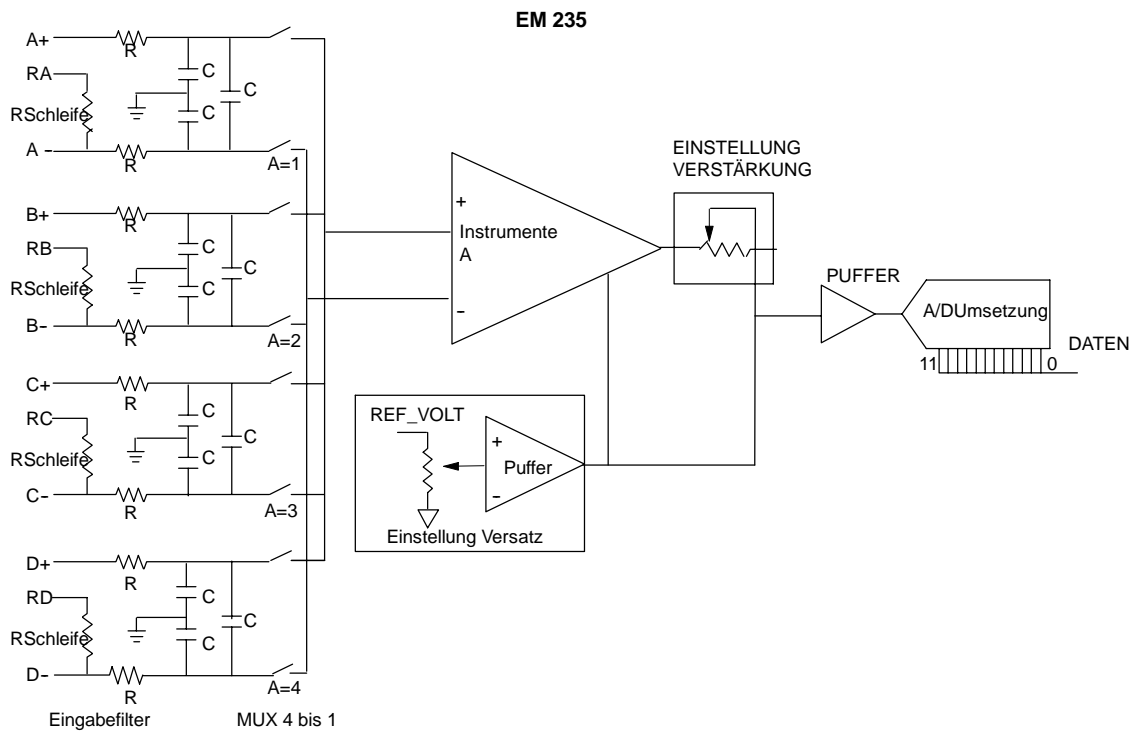 EM 235
A+
R
RA
C
C
C
RSchleife
A -
R
A=1
B+
R
RB
C
C
C
RSchleife
B-
R
A=2
C+
R
RC
C
C
C
RSchleife
C-
R
A=3
D+
R
RD
C
C
C
RSchleife
D-
R
A=4
Eingabefilter
MUX 4 bis 1
+
Instrumente
A
-
EINSTELLUNG
VERSTÄRKUNG
REF_VOLT
+
Puffer
-
Einstellung Versatz
PUFFER
A/DUmsetzung
DATEN
11
0